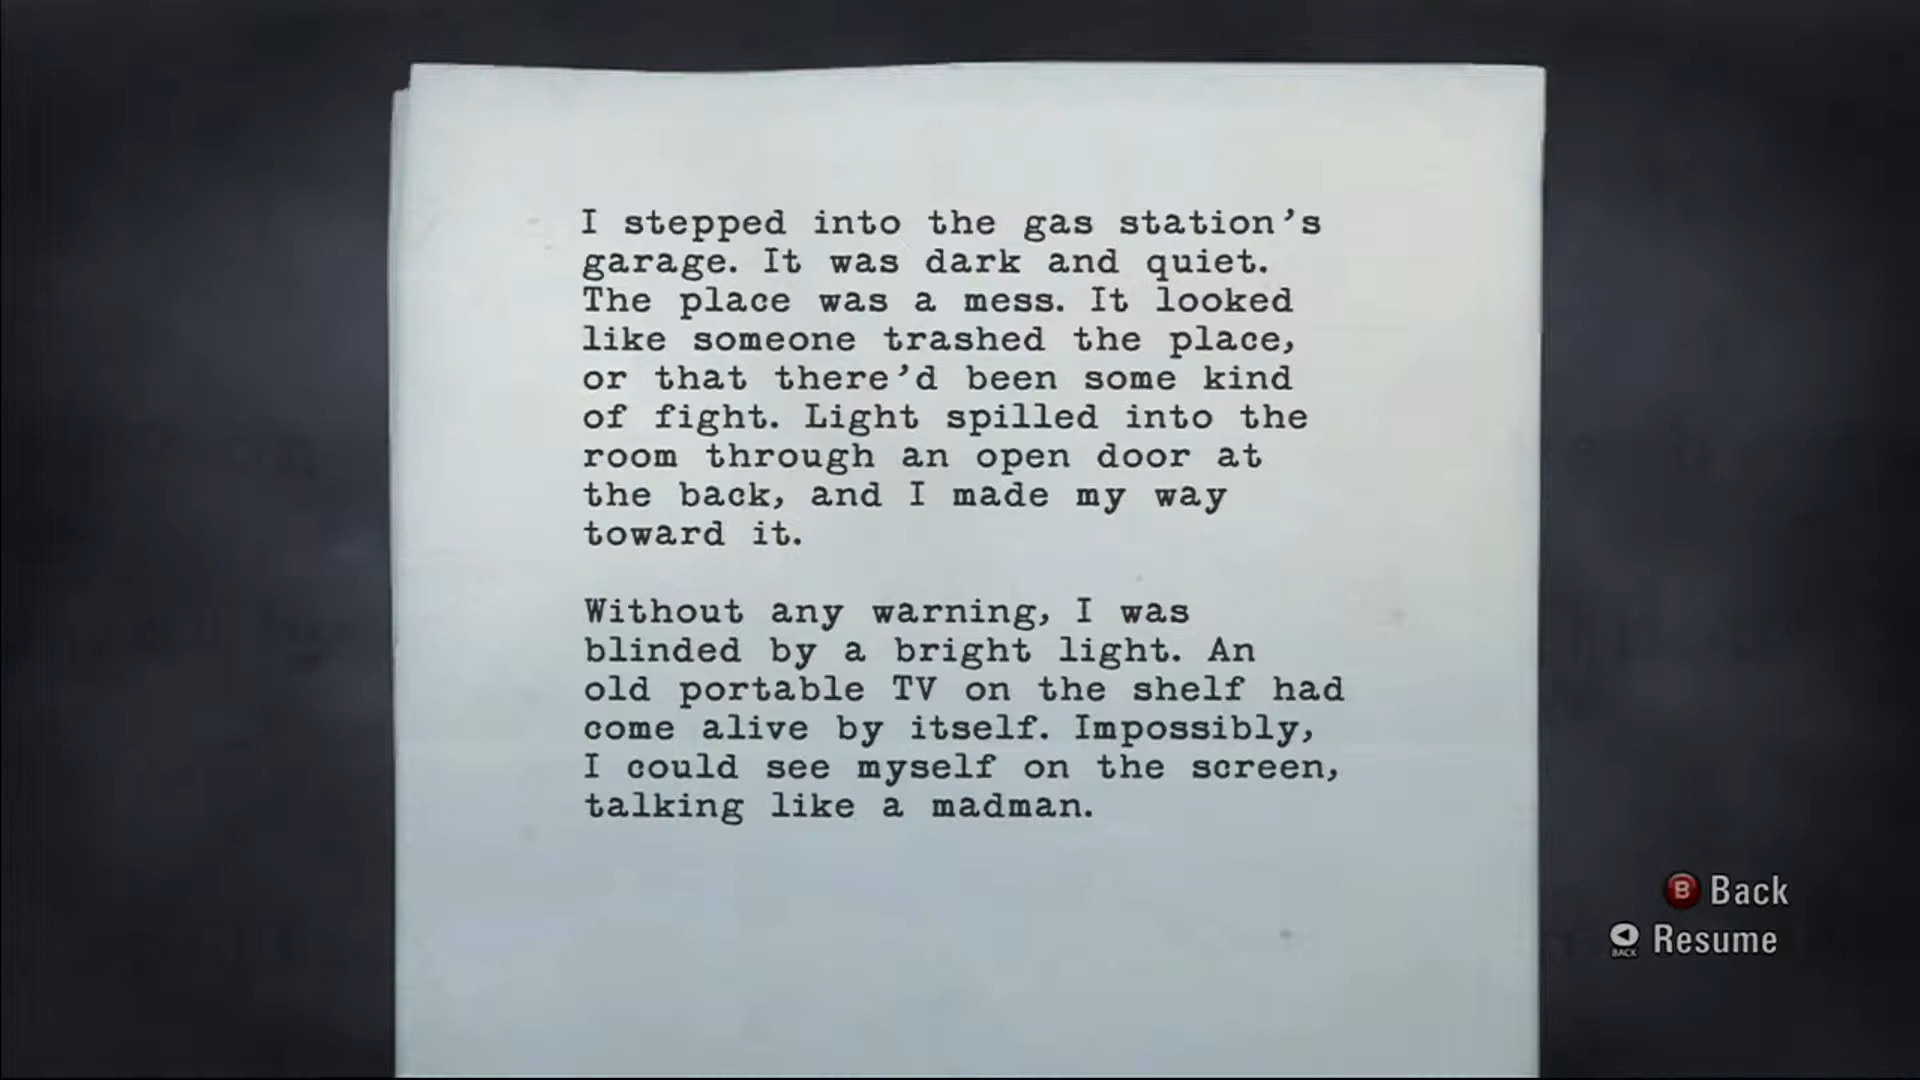 I stepped into the gas station’s
garage. It was dark and quiet.
The place was a mess. It looked
like someone trashed the place,
or that there’d been some kind
of fight. Light spilled into the
room through an open door at
the back, and I made my way
toward it.
Without any warning, I was
blinded by a bright light. An
old portable TV on the shelf had
come alive by itself. Impossibly,
I could see myself on the screen,
talking like a madman.
B Back
BACK Resume